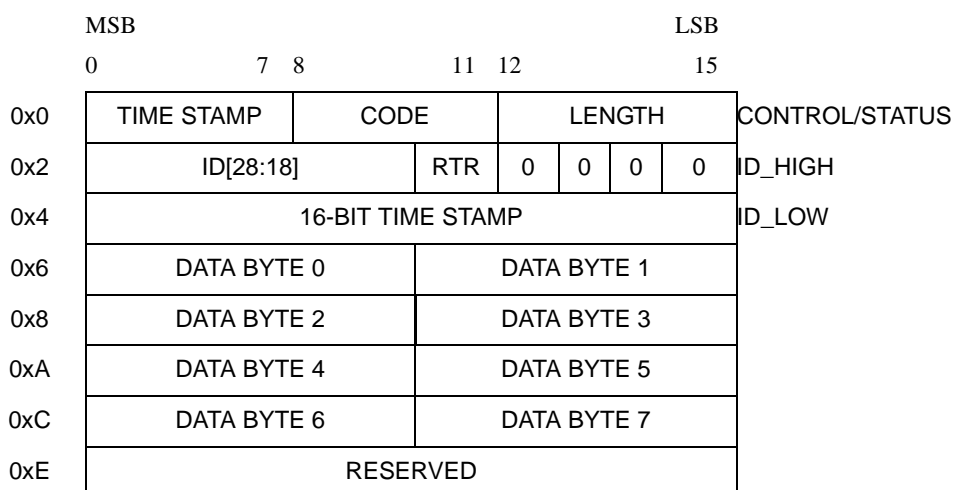 MSB LSB
0 7 8 11 12 15
0x0 TIME STAMP CODE LENGTH CONTROL/STATUS
0x2 ID[28:18] RTR 0 0 0 0 ID_HIGH
0x4 16-BIT TIME STAMP ID_LOW
0x6 DATA BYTE 0 DATA BYTE 1
0x8 DATA BYTE 2 DATA BYTE 3
0xA DATA BYTE 4 DATA BYTE 5
0xC DATA BYTE 6 DATA BYTE 7
0xE RESERVED